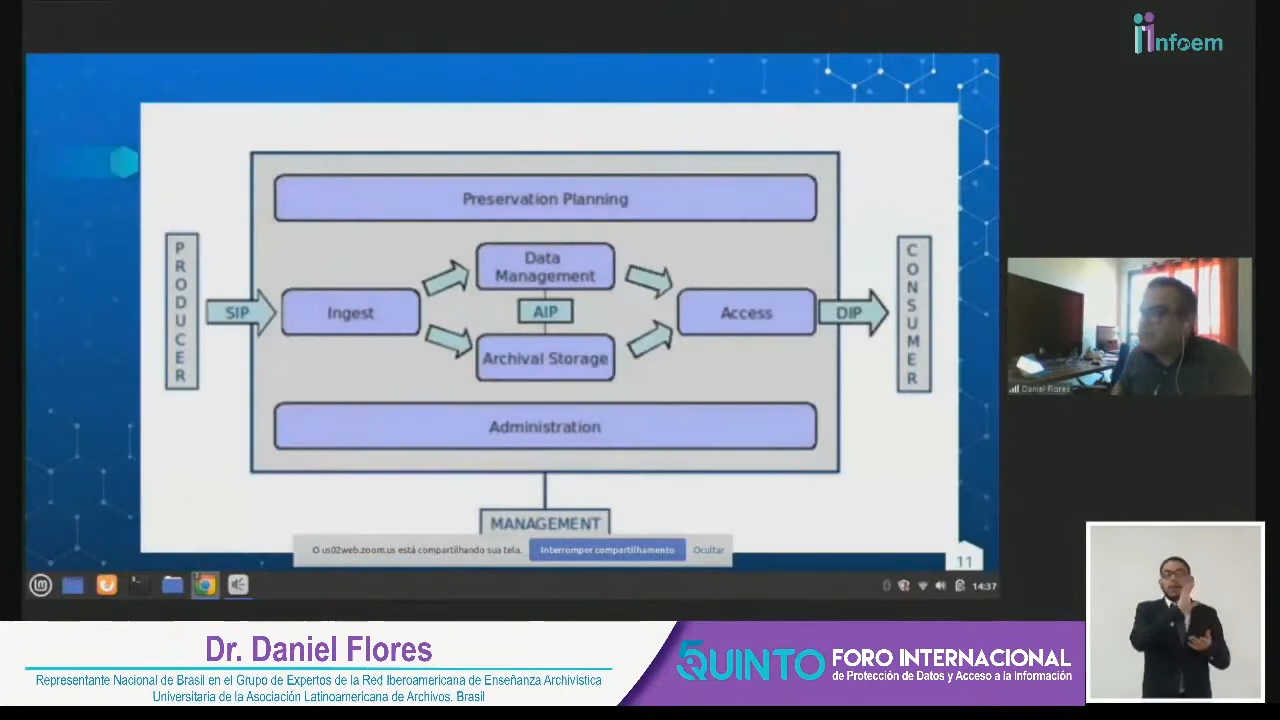 infoem
Preservation Planning
PRODUCER
SIP
Ingest
Data
Management
AIP
Archival Storage
Access
DIP
CONSUMER
Administration
MANAGEMENT
O us02web.zoom.us está compartilhando sua tela. Interromper compartilhamento Ocultar
11
14:37
Daniel Flores
Dr. Daniel Flores
Representante Nacional de Brasil en el Grupo de Expertos de la Red Iberoamericana de Enseñanza Archivística
Universitaria de la Asociación Latinoamericana de Archivos. Brasil
5 QUINTO FORO INTERNACIONAL
de Protección de Datos y Acceso a la Información